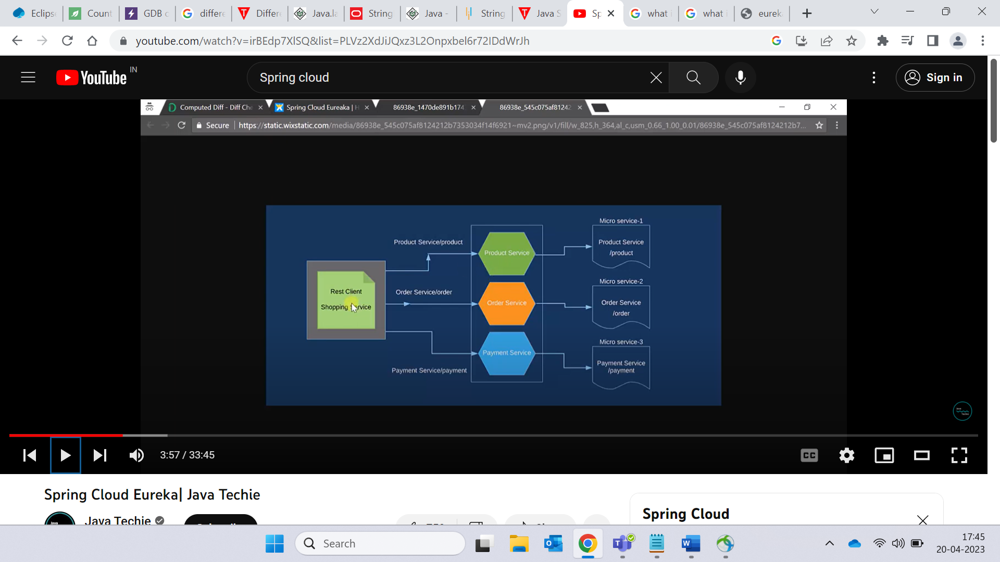 Eclips Count GDB c differe Differe Java.la String Java - String Java S Sp what i what i eurek
youtube.com/watch?v=irBEdp7XlSQ&list=PLVz2XdJiJQxz3L2Onpxbel6r72IDdWrJh
YouTube IN Spring cloud Sign in
Computed Diff - Diff Che Spring Cloud Eureaka | H 86938e_1470de891b174 86938e_545c075af81242
Secure https://static.wixstatic.com/media/86938e_545c075af8124212b7353034f14f6921~mv2.png/v1/fill/w_825,h_364,al_c,usm_0.66_1.00_0.01/86938e_545c075af8124212b7...
Micro service-1
Product Service/product
Product Service
Product Service
/product
Rest Client
Shopping
Order Service/order
Order Service
Micro service-2
Order Service
/order
Payment Service/payment
Payment Service
Micro service-3
Payment Service
/payment
Java
Techie
3:57 / 33:45 CC
Spring Cloud Eureka| Java Techie
Java Techie
Spring Cloud
Search
17:45
20-04-2023